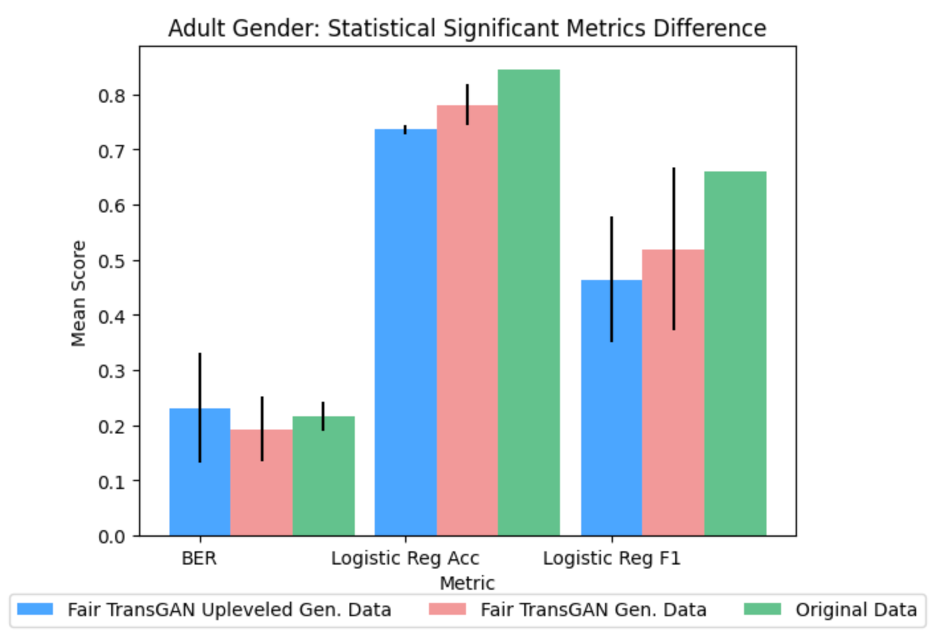 Adult Gender: Statistical Significant Metrics Difference
Mean Score
0.8
0.7
0.6
0.5
0.4
0.3
0.2
0.1
0.0
BER Logistic Reg Acc Logistic Reg F1
Metric
Fair TransGAN Upleveled Gen. Data Fair TransGAN Gen. Data Original Data